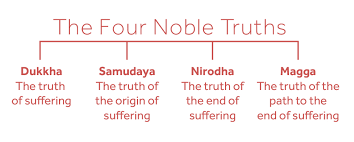 The Four Noble Truths
Dukkha
The truth
of suffering
Samudaya
The truth of
the origin of
suffering
Nirodha
The truth of
the end of
suffering
Magga
The truth of the
path to the
end of suffering